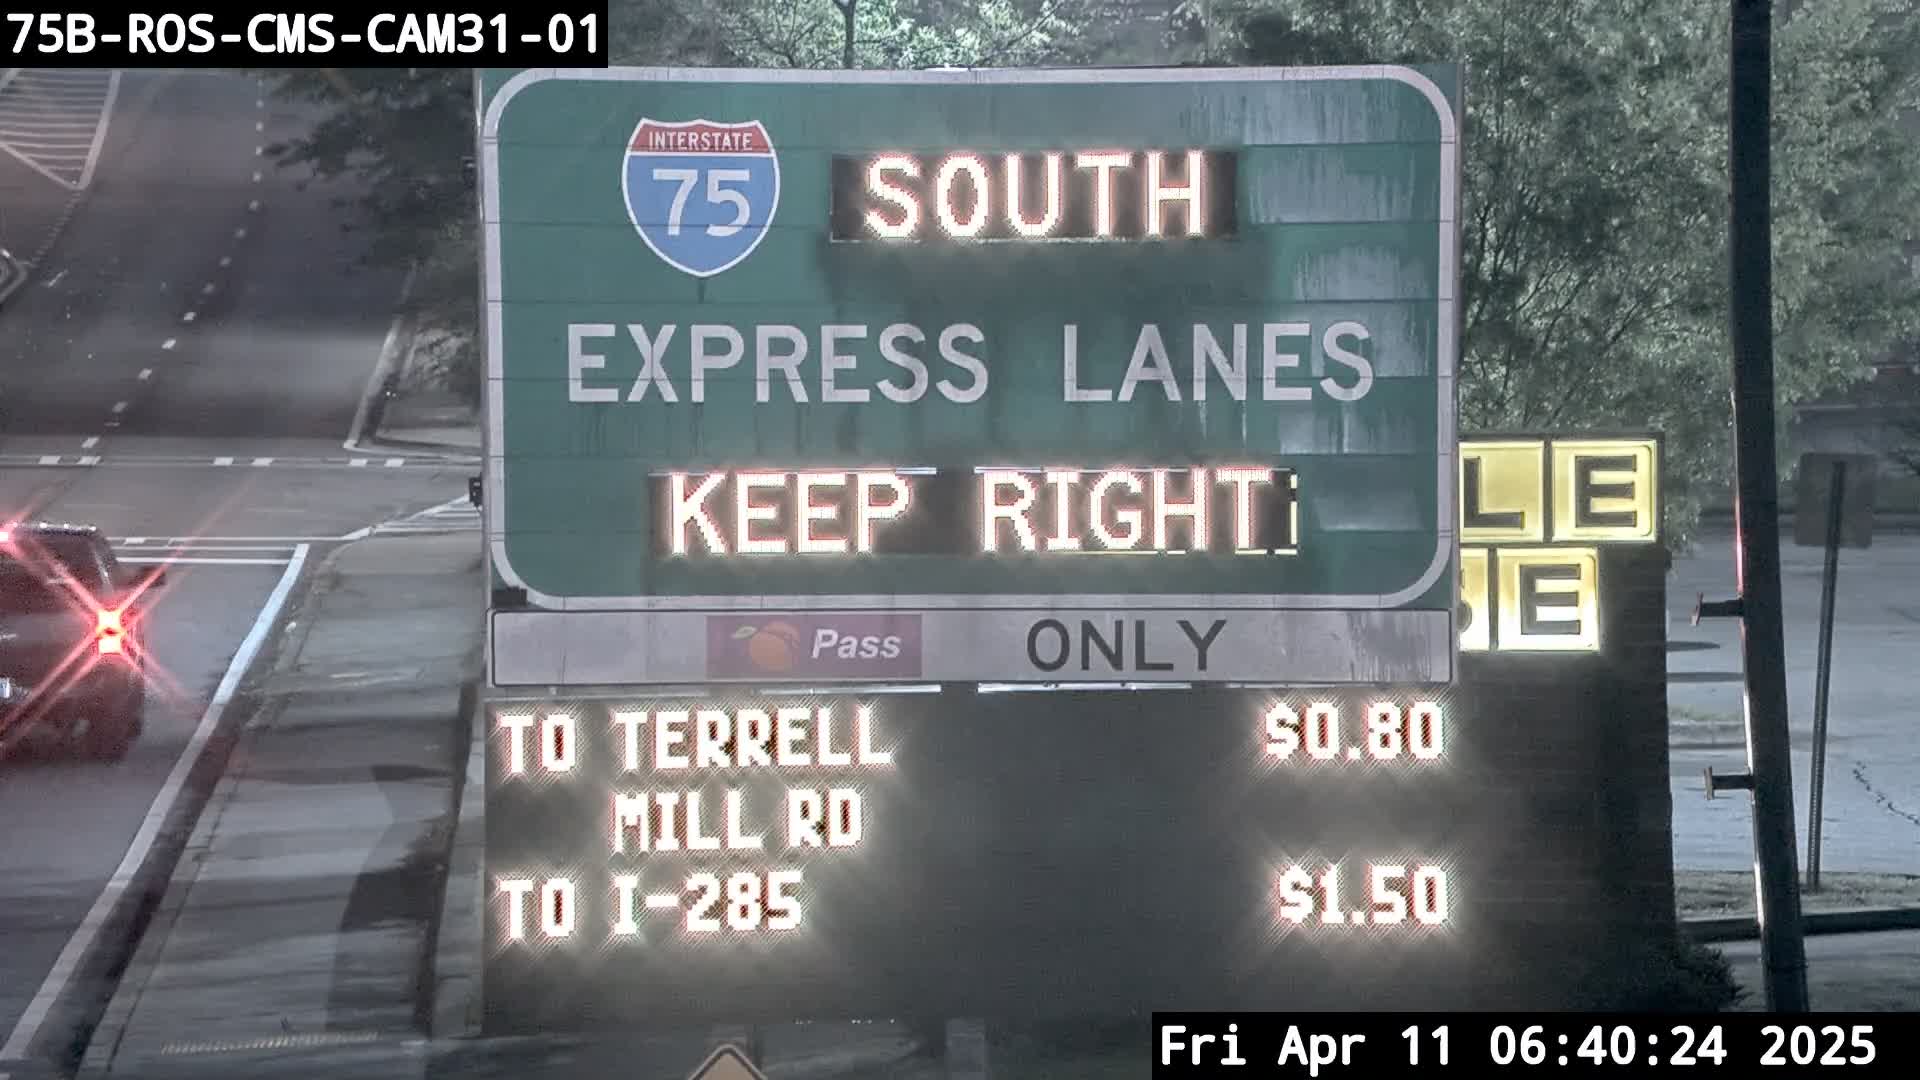 75B-ROS-CMS-CAM31-01
INTERSTATE
75
SOUTH
EXPRESS LANES
KEEP RIGHT
Pass ONLY
TO TERRELL $0.80
MILL RD
TO I-285 $1.50
LE
E
Fri Apr 11 06:40:24 2025